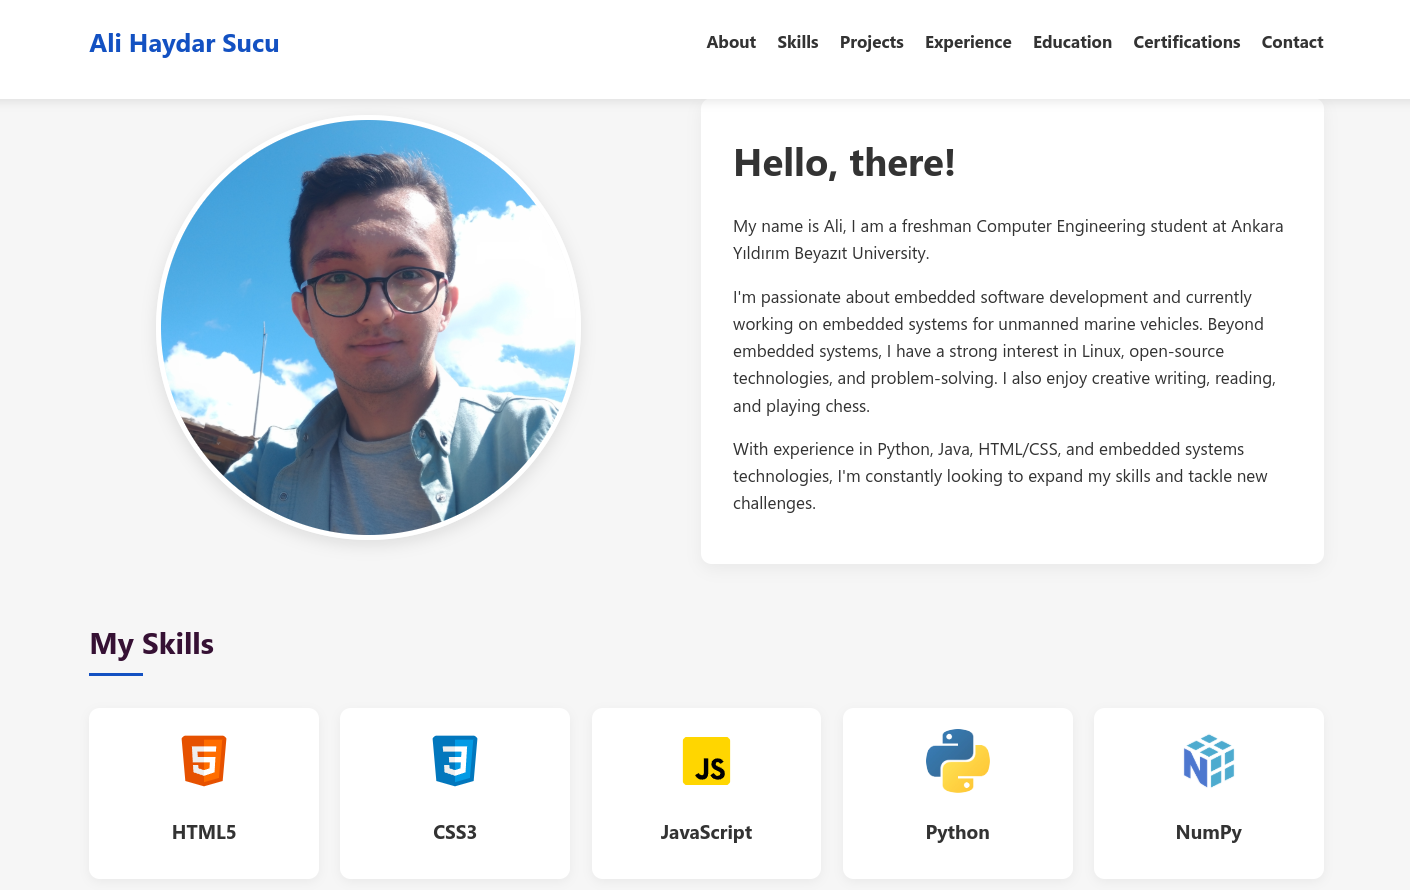 Ali Haydar Sucu
About Skills Projects Experience Education Certifications Contact
Hello, there!
My name is Ali, I am a freshman Computer Engineering student at Ankara
Yıldırım Beyazıt University.
I'm passionate about embedded software development and currently
working on embedded systems for unmanned marine vehicles. Beyond
embedded systems, I have a strong interest in Linux, open-source
technologies, and problem-solving. I also enjoy creative writing, reading,
and playing chess.
With experience in Python, Java, HTML/CSS, and embedded systems
technologies, I'm constantly looking to expand my skills and tackle new
challenges.
My Skills
5
3
JS
N
HTML5
CSS3
JavaScript
Python
NumPy